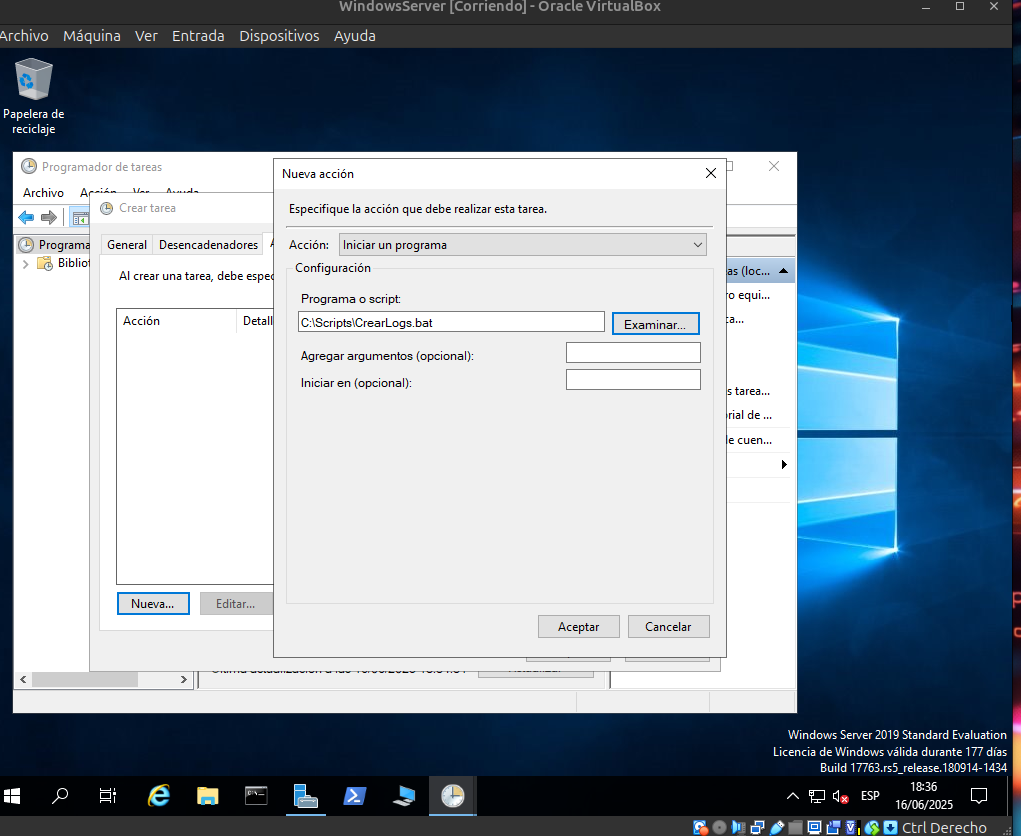 WindowsServer [Corriendo] - Oracle VirtualBox
Archivo Máquina Ver Entrada Dispositivos Ayuda
Papelera de
reciclaje
Programador de tareas
Archivo Acción Ver Ayuda
Crear tarea
Programa
Bibliot
General Desencadenadores
Al crear una tarea, debe espec
Acción Detall
Nueva... Editar...
Nueva acción
Especifique la acción que debe realizar esta tarea.
Acción: Iniciar un programa
Configuración
Programa o script:
C:\Scripts\CrearLogs.bat
Examinar...
Agregar argumentos (opcional):
Iniciar en (opcional):
Aceptar Cancelar
as (loc...
ro equi...
ca...
s tarea...
rial de ...
de cuen...
Windows Server 2019 Standard Evaluation
Licencia de Windows válida durante 177 días
Build 17763.rs5_release.180914-1434
ESP
18:36
16/06/2025
Ctrl Derecho